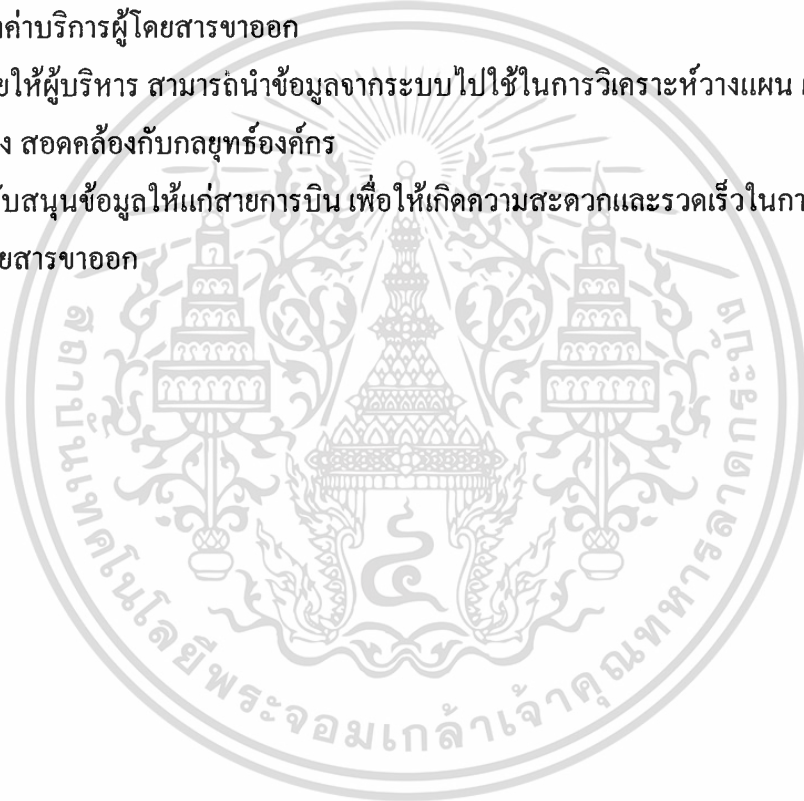 ค่าบริการผู้โดยสารขาออก
ให้ผู้บริหาร สามารถนำข้อมูลจากระบบไปใช้ในการวิเคราะห์วางแผน
สอดคล้องกับกลยุทธ์องค์กร
สนุนข้อมูลให้แก่สายการบิน เพื่อให้เกิดความสะดวกและรวดเร็วในกา
ยสารขาออก
สถาบันเทคโนโลยีพระจอมเกล้าเจ้าคุณทหารลาดกระบัง